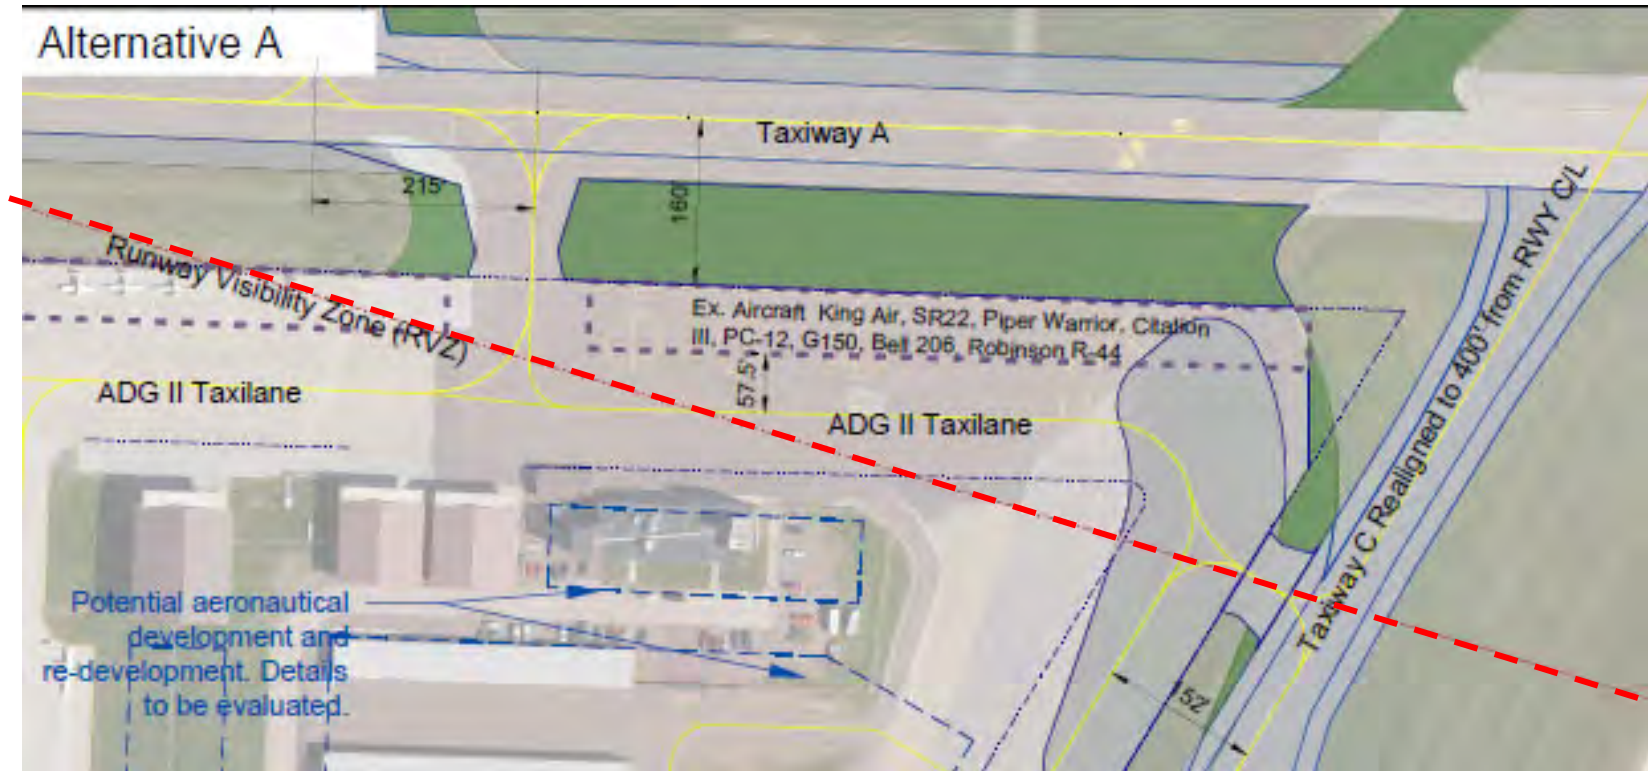 Alternative A
Taxiway A
215'
160'
Runway Visibility Zone (RVZ)
Ex. Aircraft King Air, SR22, Piper Warrior, Citation
III, PC-12, G150, Bell 206, Robinson R-44
57.5'
ADG II Taxilane
ADG II Taxilane
Taxiway C Realigned to 400' from RWY C/L
Potential aeronautical
development and
re-development. Details
to be evaluated.
152'